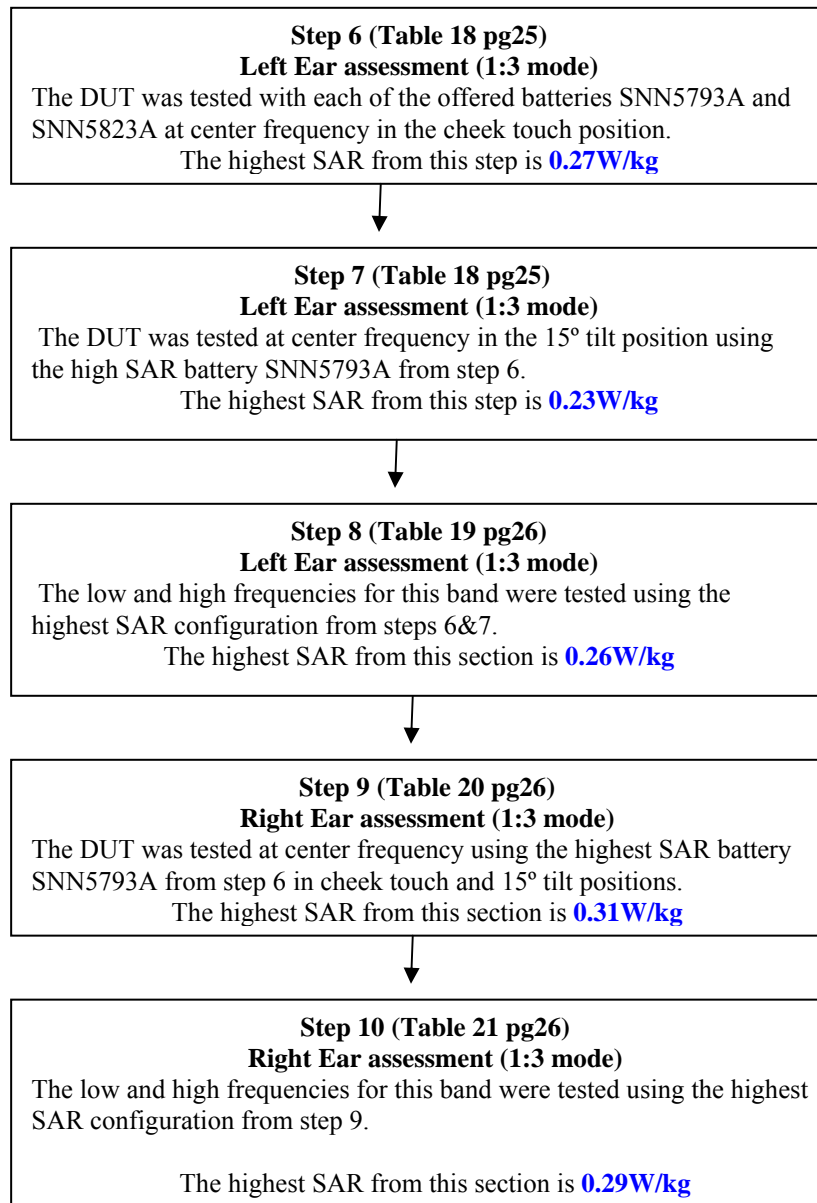 Step 6 (Table 18 pg25)
Left Ear assessment (1:3 mode)
The DUT was tested with each of the offered batteries SNN5793A and
SNN5823A at center frequency in the cheek touch position.
The highest SAR from this step is 0.27W/kg
Step 7 (Table 18 pg25)
Left Ear assessment (1:3 mode)
The DUT was tested at center frequency in the 15º tilt position using
the high SAR battery SNN5793A from step 6.
The highest SAR from this step is 0.23W/kg
Step 8 (Table 19 pg26)
Left Ear assessment (1:3 mode)
The low and high frequencies for this band were tested using the
highest SAR configuration from steps 6&7.
The highest SAR from this section is 0.26W/kg
Step 9 (Table 20 pg26)
Right Ear assessment (1:3 mode)
The DUT was tested at center frequency using the highest SAR battery
SNN5793A from step 6 in cheek touch and 15º tilt positions.
The highest SAR from this section is 0.31W/kg
Step 10 (Table 21 pg26)
Right Ear assessment (1:3 mode)
The low and high frequencies for this band were tested using the highest
SAR configuration from step 9.
The highest SAR from this section is 0.29W/kg